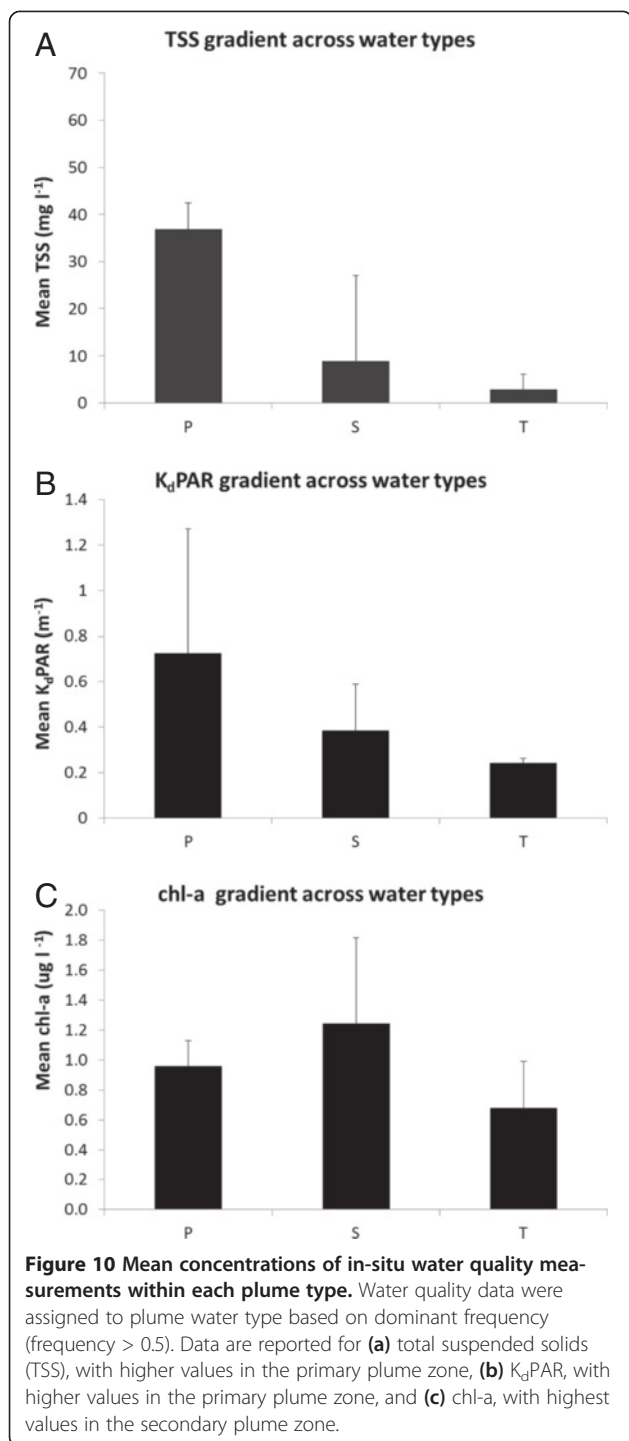 A
TSS gradient across water types
Mean TSS (mg l⁻¹)
70
60
50
40
30
20
10
0
P S T
B
KdPAR gradient across water types
Mean KdPAR (m⁻¹)
1.4
1.2
1
0.8
0.6
0.4
0.2
0
P S T
C
chl-a gradient across water types
Mean chl-a (ug l⁻¹)
2.0
1.8
1.6
1.4
1.2
1.0
0.8
0.6
0.4
0.2
0.0
P S T
Figure 10 Mean concentrations of in-situ water quality mea-
surements within each plume type. Water quality data were
assigned to plume water type based on dominant frequency
(frequency > 0.5). Data are reported for (a) total suspended solids
(TSS), with higher values in the primary plume zone, (b) KdPAR, with
higher values in the primary plume zone, and (c) chl-a, with highest
values in the secondary plume zone.